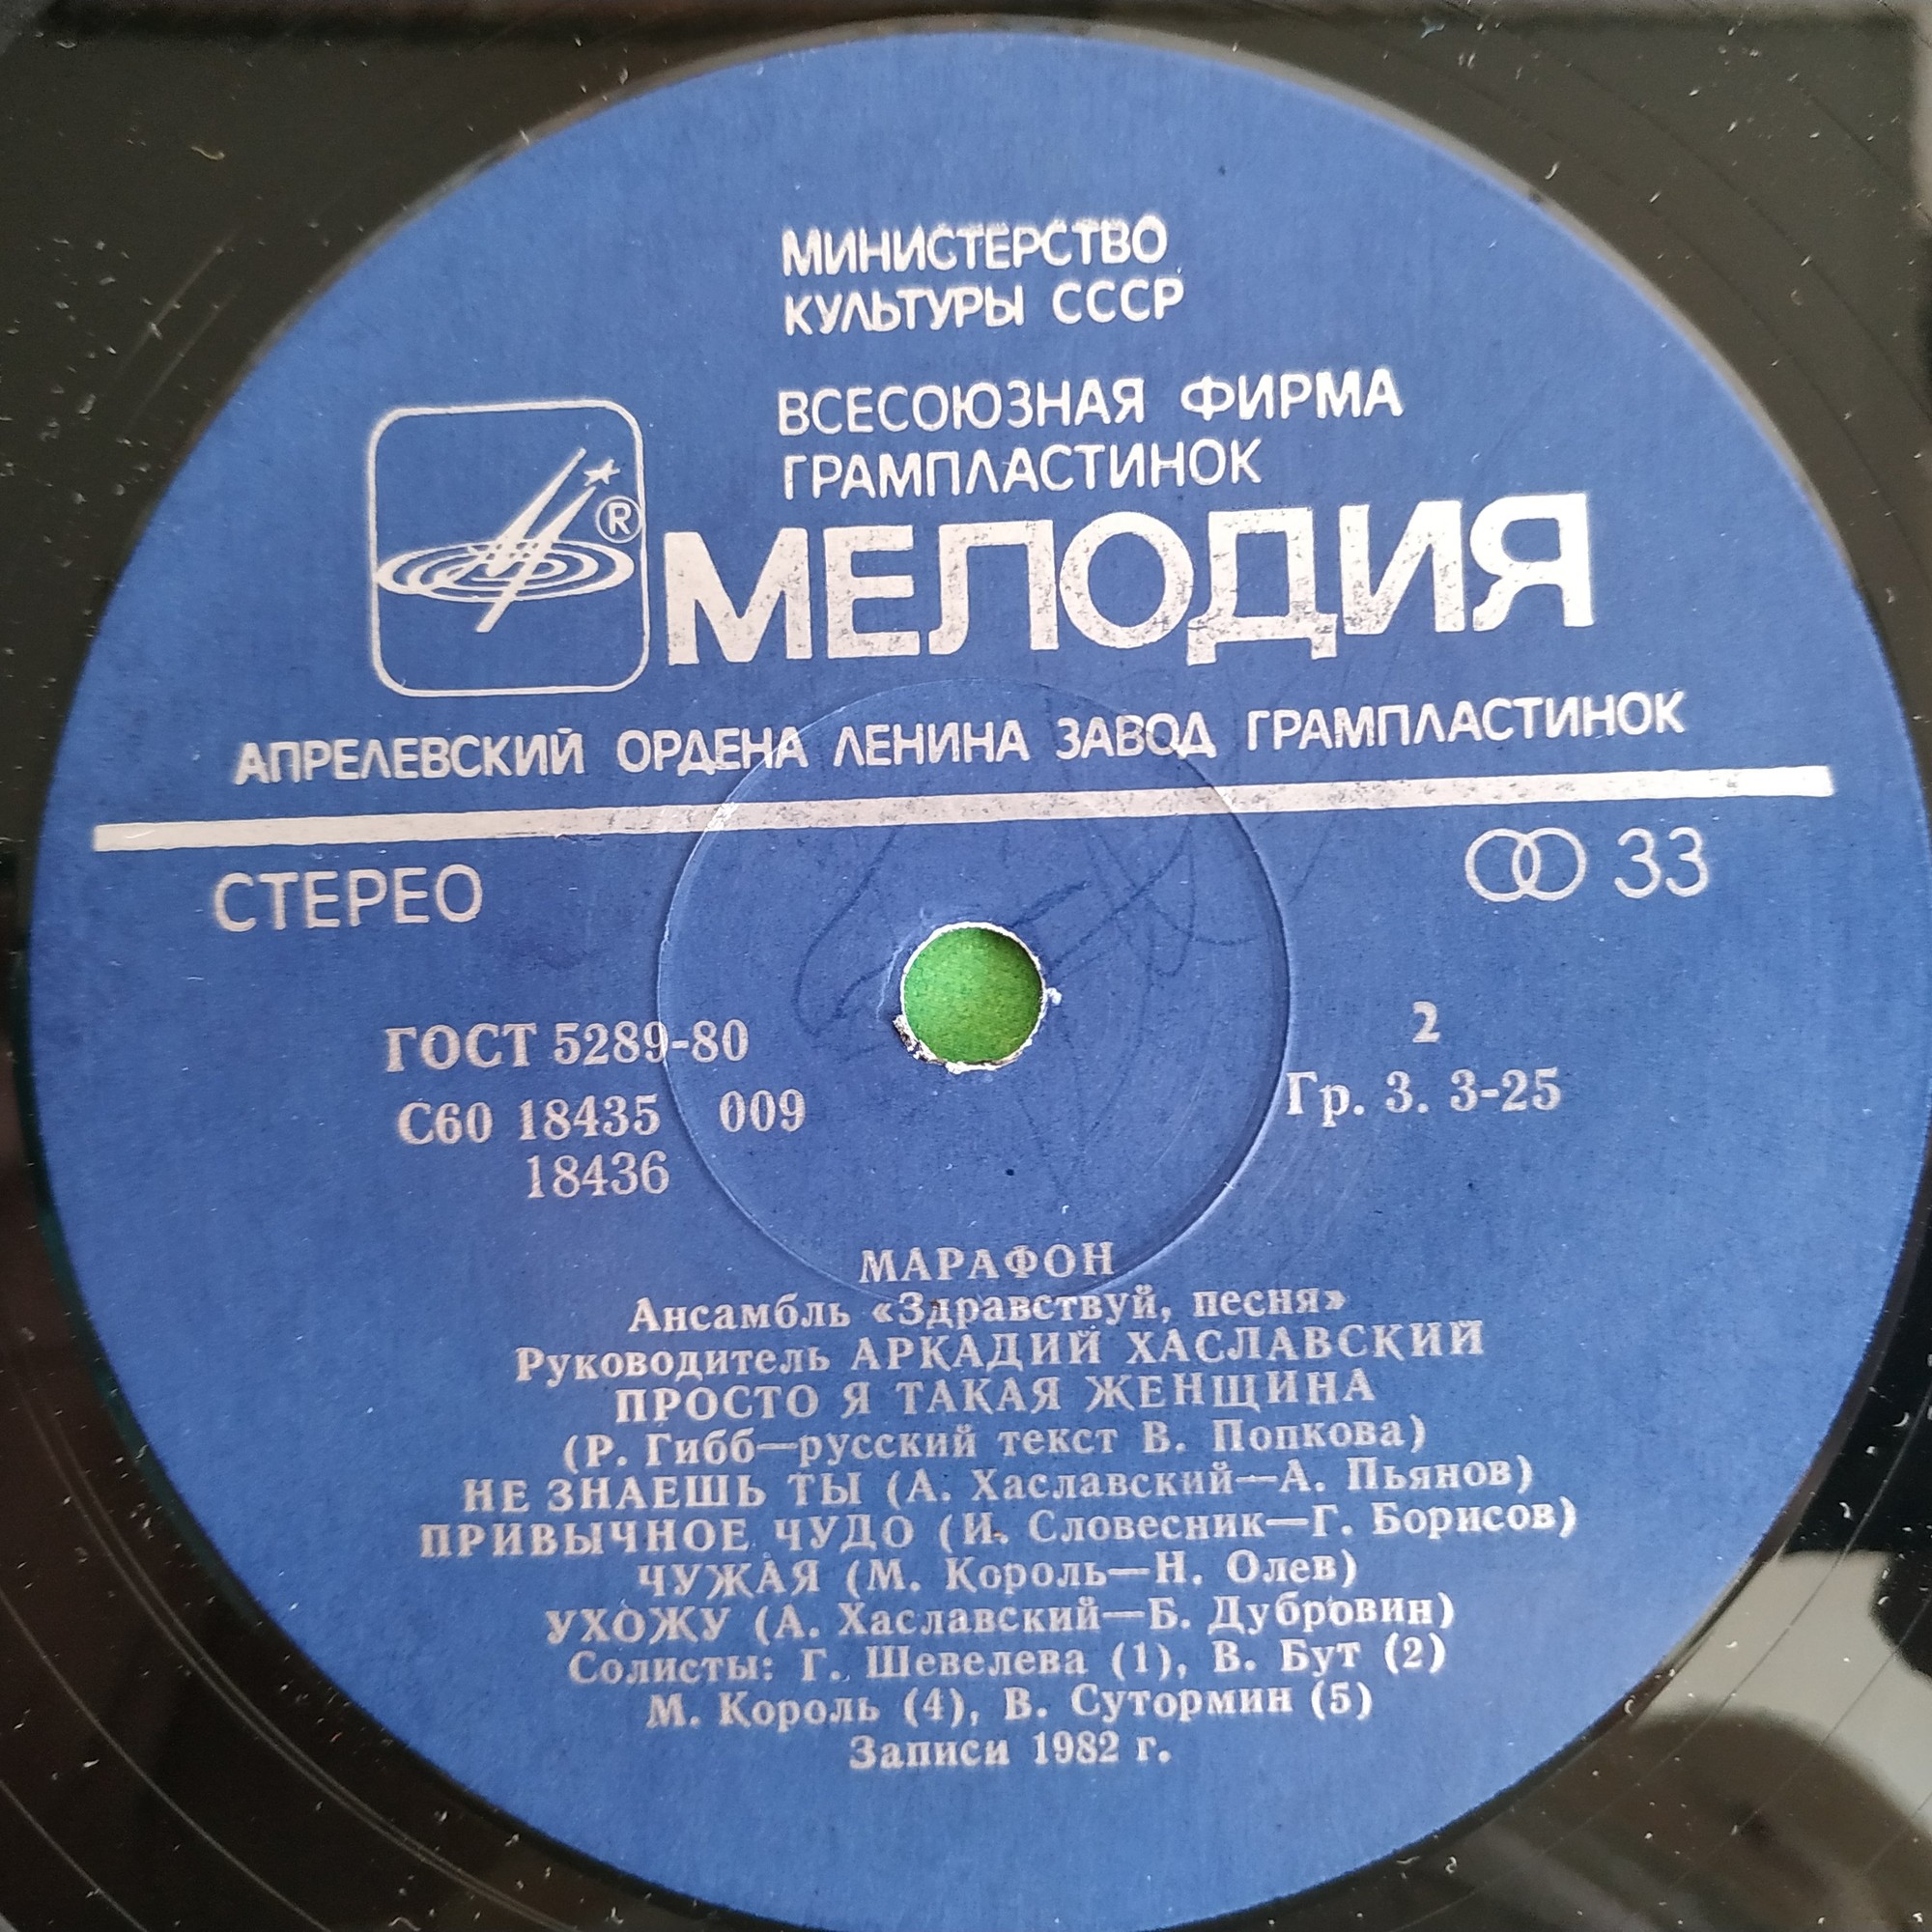 МИНИСТЕРСТВО
КУЛЬТУРЫ СССР
ВСЕСОЮЗНАЯ ФИРМА
ГРАМПЛАСТИНОК
®
МЕЛОДИЯ
АПРЕЛЕВСКИЙ ОРДЕНА ЛЕНИНА ЗАВОД ГРАМПЛАСТИНОК
СТЕРЕО
33
ГОСТ 5289-80
2
С60 18435 009
Гр. 3. 3-25
18436
МАРАФОН
Ансамбль «Здравствуй, песня»
Руководитель АРКАДИЙ ХАСЛАВСКИЙ
ПРОСТО Я ТАКАЯ ЖЕНЩИНА
(Р. Гибб—русский текст В. Попкова)
НЕ ЗНАЕШЬ ТЫ (А. Хаславский—А. Пьянов)
ПРИВЫЧНОЕ ЧУДО (И. Словесник—Г. Борисов)
ЧУЖАЯ (М. Король—Н. Олев)
УХОЖУ (А. Хаславский—Б. Дубровин)
Солисты: Г. Шевелева (1), В. Бут (2)
М. Король (4), В. Сутормин (5)
Записи 1982 г.